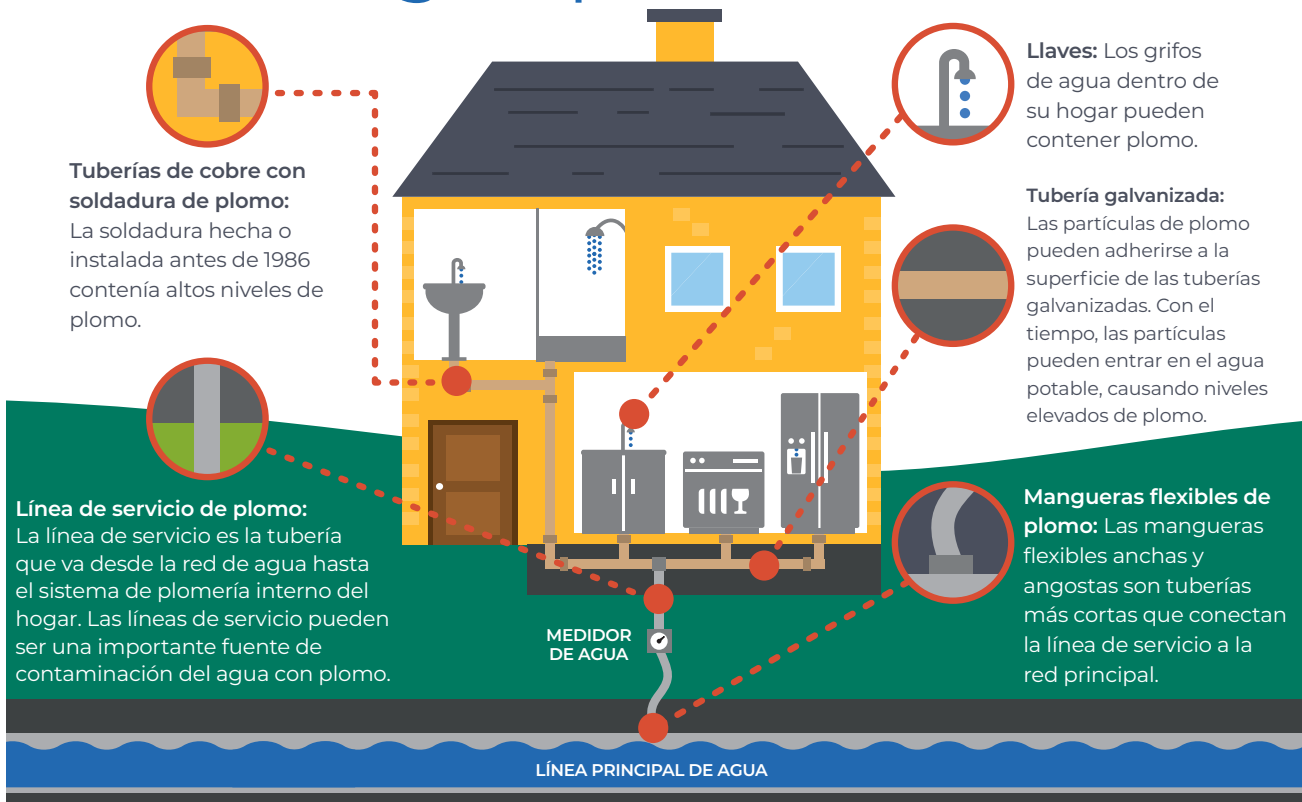 Tuberías de cobre con
soldadura de plomo:
La soldadura hecha o
instalada antes de 1986
contenía altos niveles de
plomo.
Línea de servicio de plomo:
La línea de servicio es la tubería
que va desde la red de agua hasta
el sistema de plomería interno del
hogar. Las líneas de servicio pueden
ser una importante fuente de
contaminación del agua con plomo.
Llaves: Los grifos
de agua dentro de
su hogar pueden
contener plomo.
Tubería galvanizada:
Las partículas de plomo
pueden adherirse a la
superficie de las tuberías
galvanizadas. Con el
tiempo, las partículas
pueden entrar en el agua
potable, causando niveles
elevados de plomo.
Mangueras flexibles de
plomo: Las mangueras
flexibles anchas y
angostas son tuberías
más cortas que conectan
la línea de servicio a la
red principal.
MEDIDOR
DE AGUA
LÍNEA PRINCIPAL DE AGUA